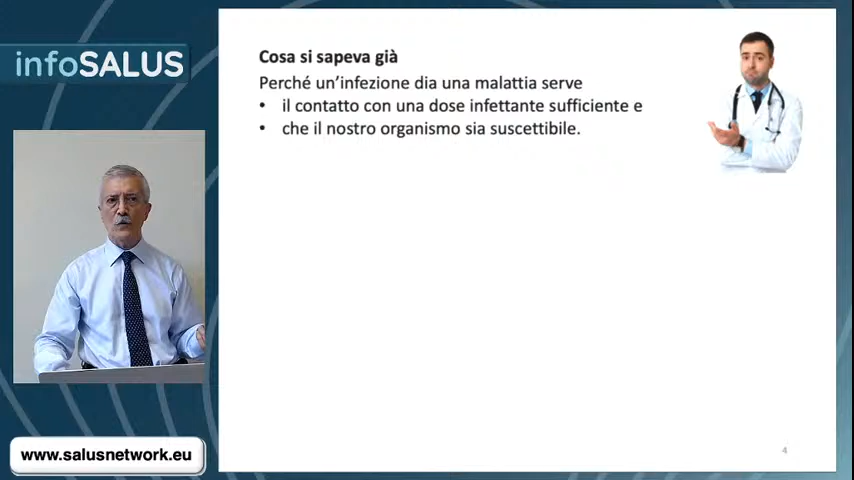 infoSALUS
Cosa si sapeva già
Perché un'infezione dia una malattia serve
• il contatto con una dose infettante sufficiente e
• che il nostro organismo sia suscettibile.
www.salusnetwork.eu
4